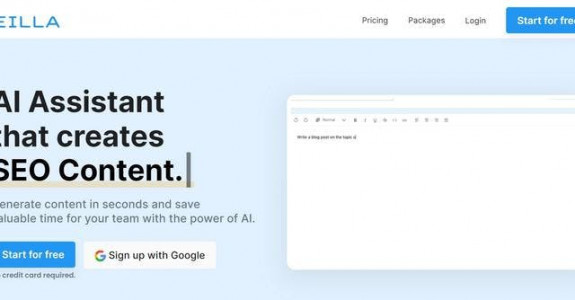 EILLA
Pricing Packages Login Start for free
AI Assistant
that creates
SEO Content.
enerate content in seconds and save
aluable time for your team with the power of AI.
Start for free
Sign up with Google
credit card required.
Normal
Write a blog post on the topic o